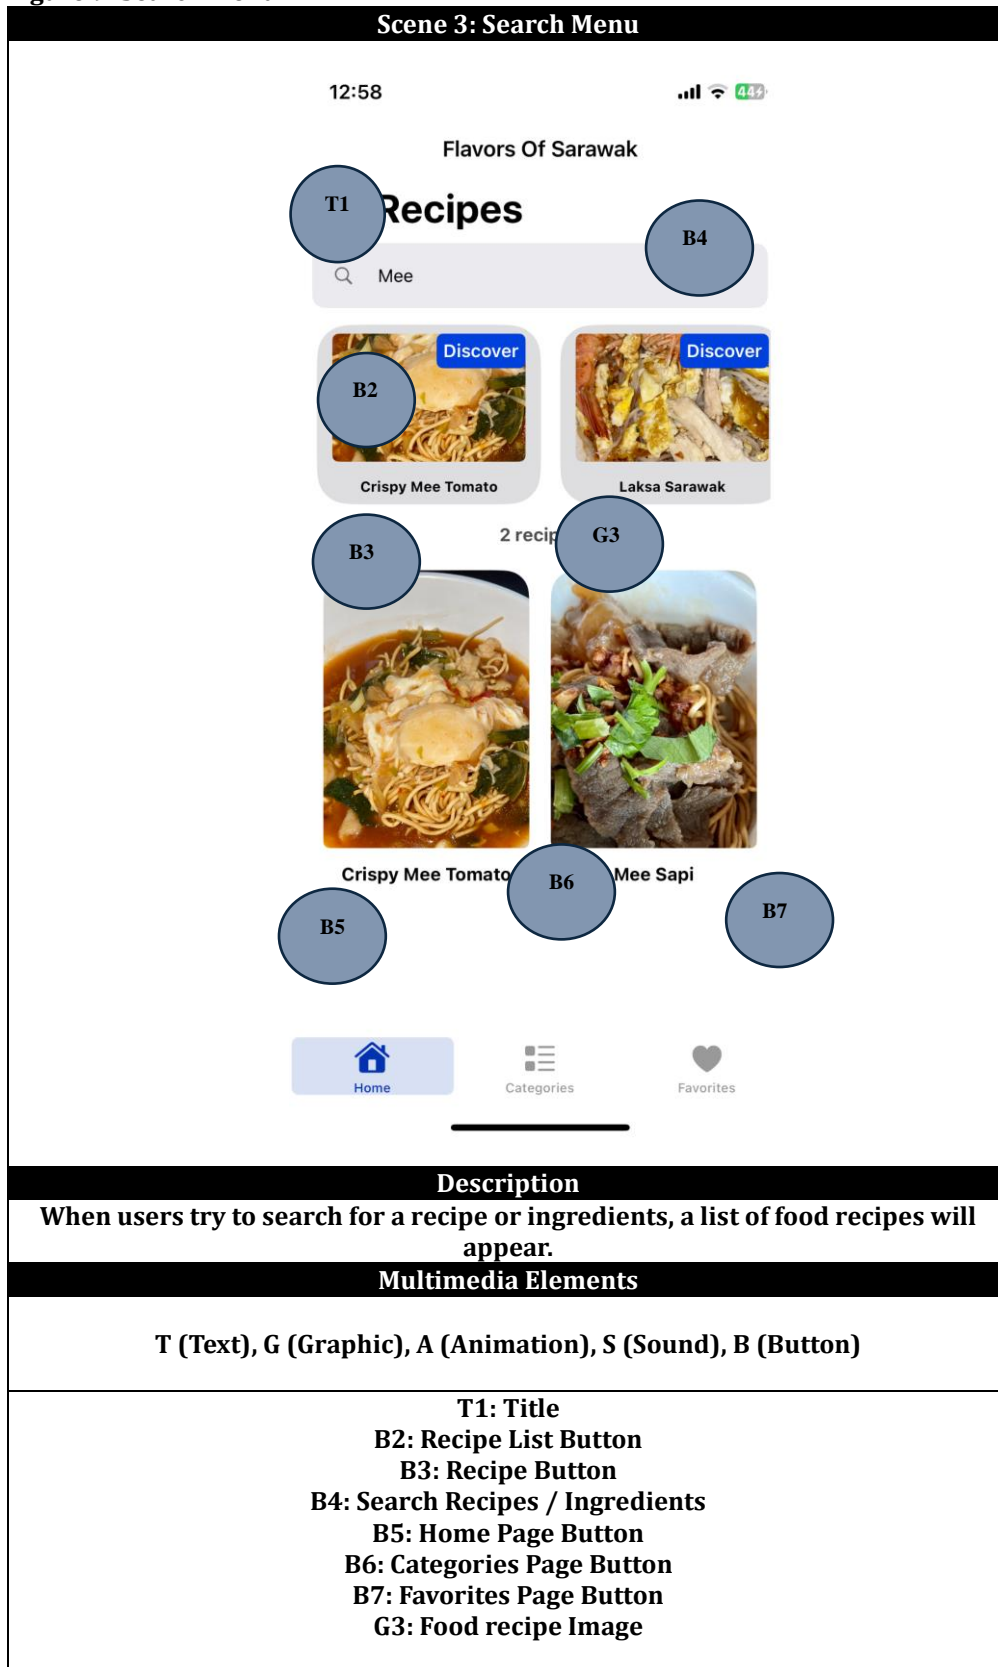 Scene 3: Search Menu
12:58
44
Flavors Of Sarawak
T1
Recipes
B4
Mee
Discover
Discover
B2
Crispy Mee Tomato
Laksa Sarawak
2
G3
B3
Crispy Mee Tomato
Mee Sapi
B6
B5
B7
Home
Categories
Favorites
Description
When users try to search for a recipe or ingredients, a list of food recipes will
appear.
Multimedia Elements
T (Text), G (Graphic), A (Animation), S (Sound), B (Button)
T1: Title
B2: Recipe List Button
B3: Recipe Button
B4: Search Recipes / Ingredients
B5: Home Page Button
B6: Categories Page Button
B7: Favorites Page Button
G3: Food recipe Image